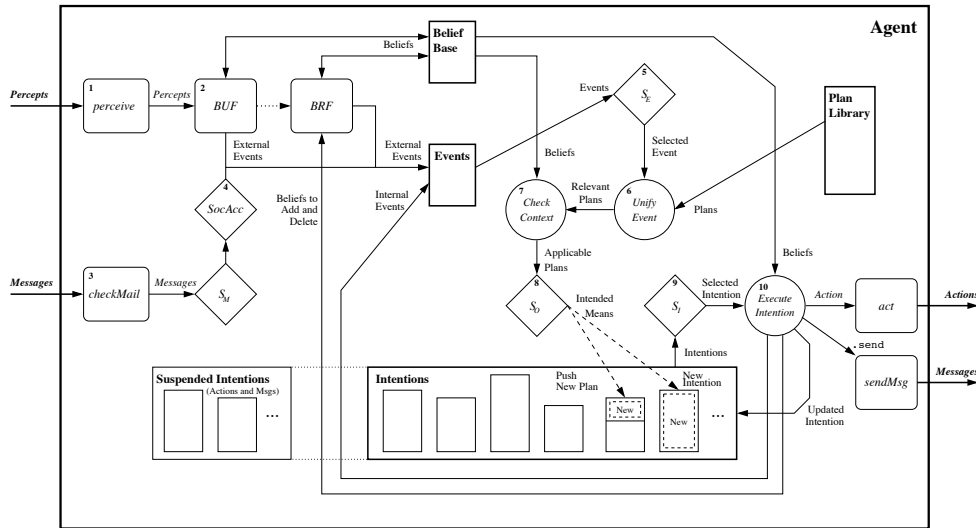 Agent
Belief
Base
Beliefs
5
Events
S_E
Plan
Library
1
2
Percepts
perceive
Percepts
BUF
BRF
External
Events
External
Events
Events
Selected
Event
Beliefs
4
SocAcc
Beliefs to
Add and
Delete
Internal
Events
7
Check
Context
Relevant
Plans
6
Unify
Event
Plans
Applicable
Plans
Beliefs
3
Messages
checkMail
Messages
S_M
8
S_O
Intended
Means
9
S_I
Selected
Intention
10
Execute
Intention
Action
act
Actions
.send
Intentions
sendMsg
Messages
Suspended Intentions
(Actions and Msgs)
...
Intentions
Push
New Plan
New
Intention
New
New
...
Updated
Intention